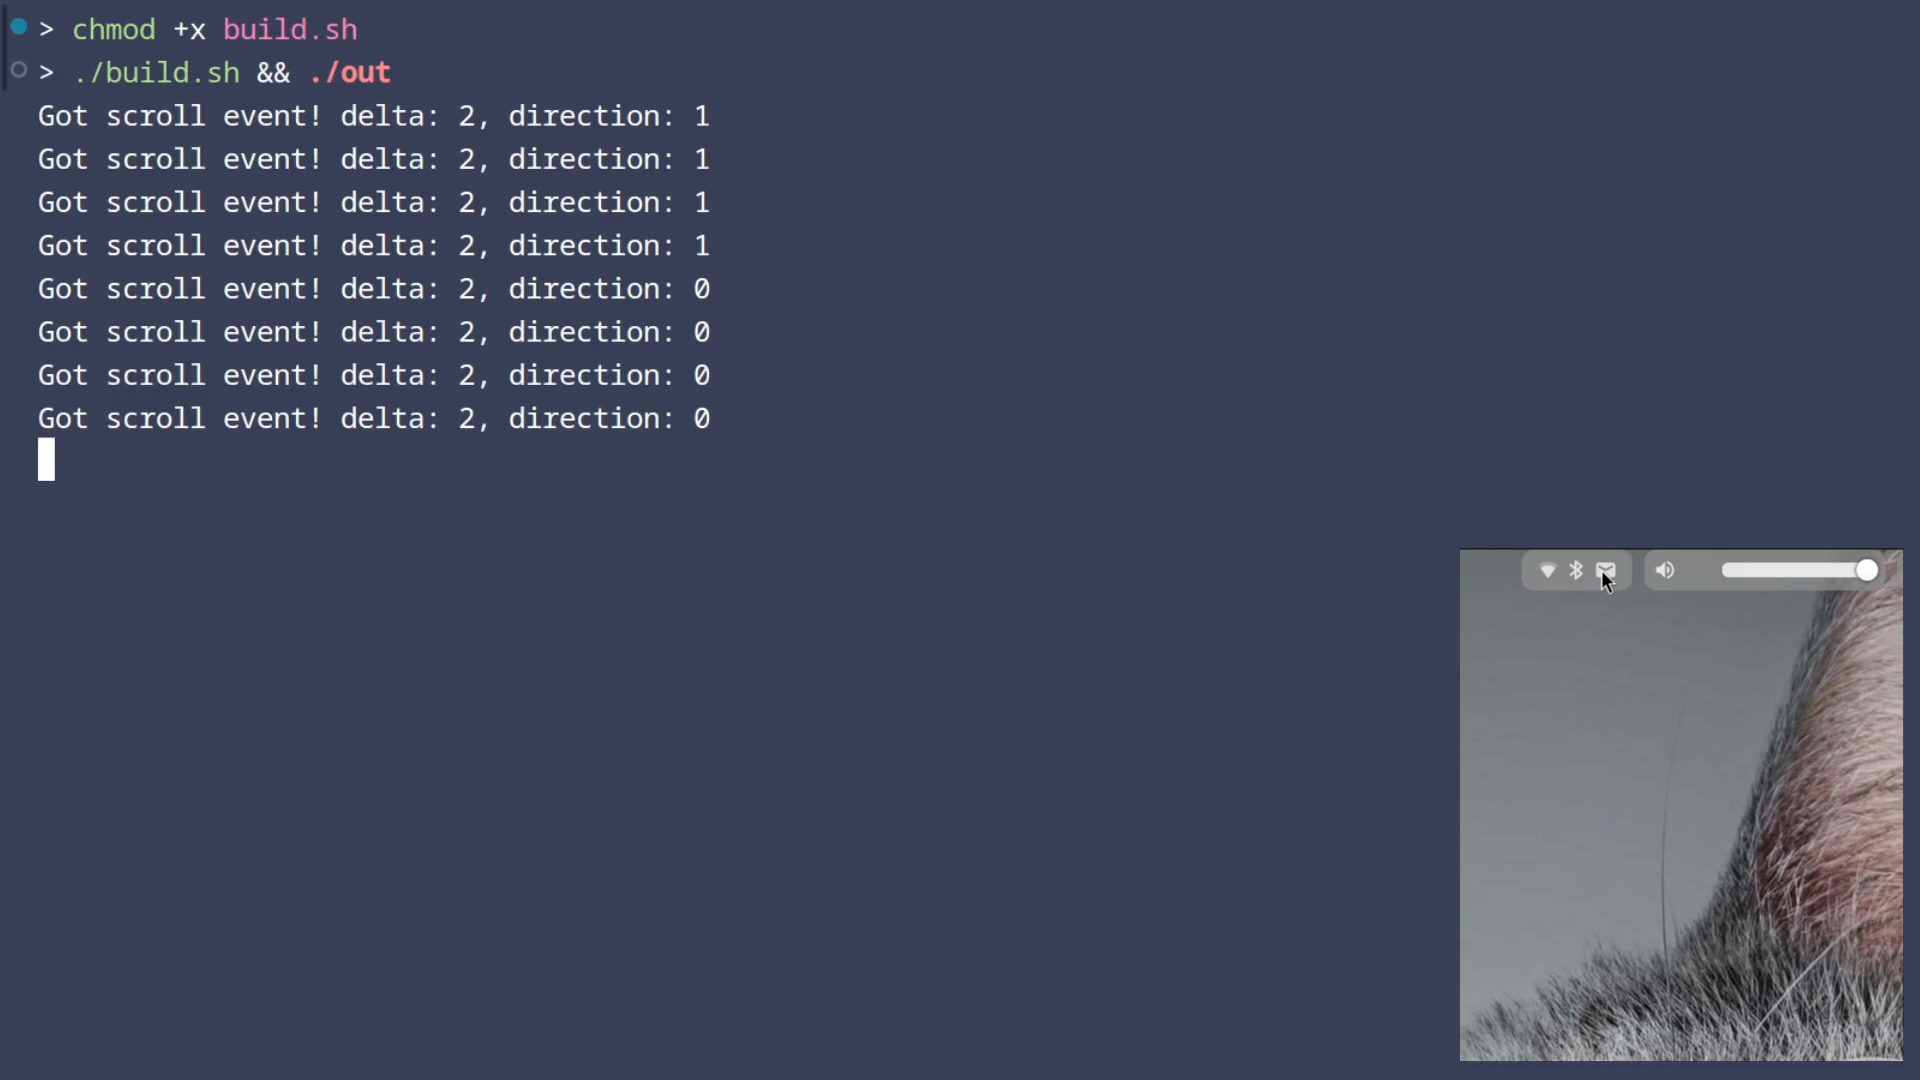 > chmod +x build.sh
> ./build.sh && ./out
Got scroll event! delta: 2, direction: 1
Got scroll event! delta: 2, direction: 1
Got scroll event! delta: 2, direction: 1
Got scroll event! delta: 2, direction: 1
Got scroll event! delta: 2, direction: 0
Got scroll event! delta: 2, direction: 0
Got scroll event! delta: 2, direction: 0
Got scroll event! delta: 2, direction: 0